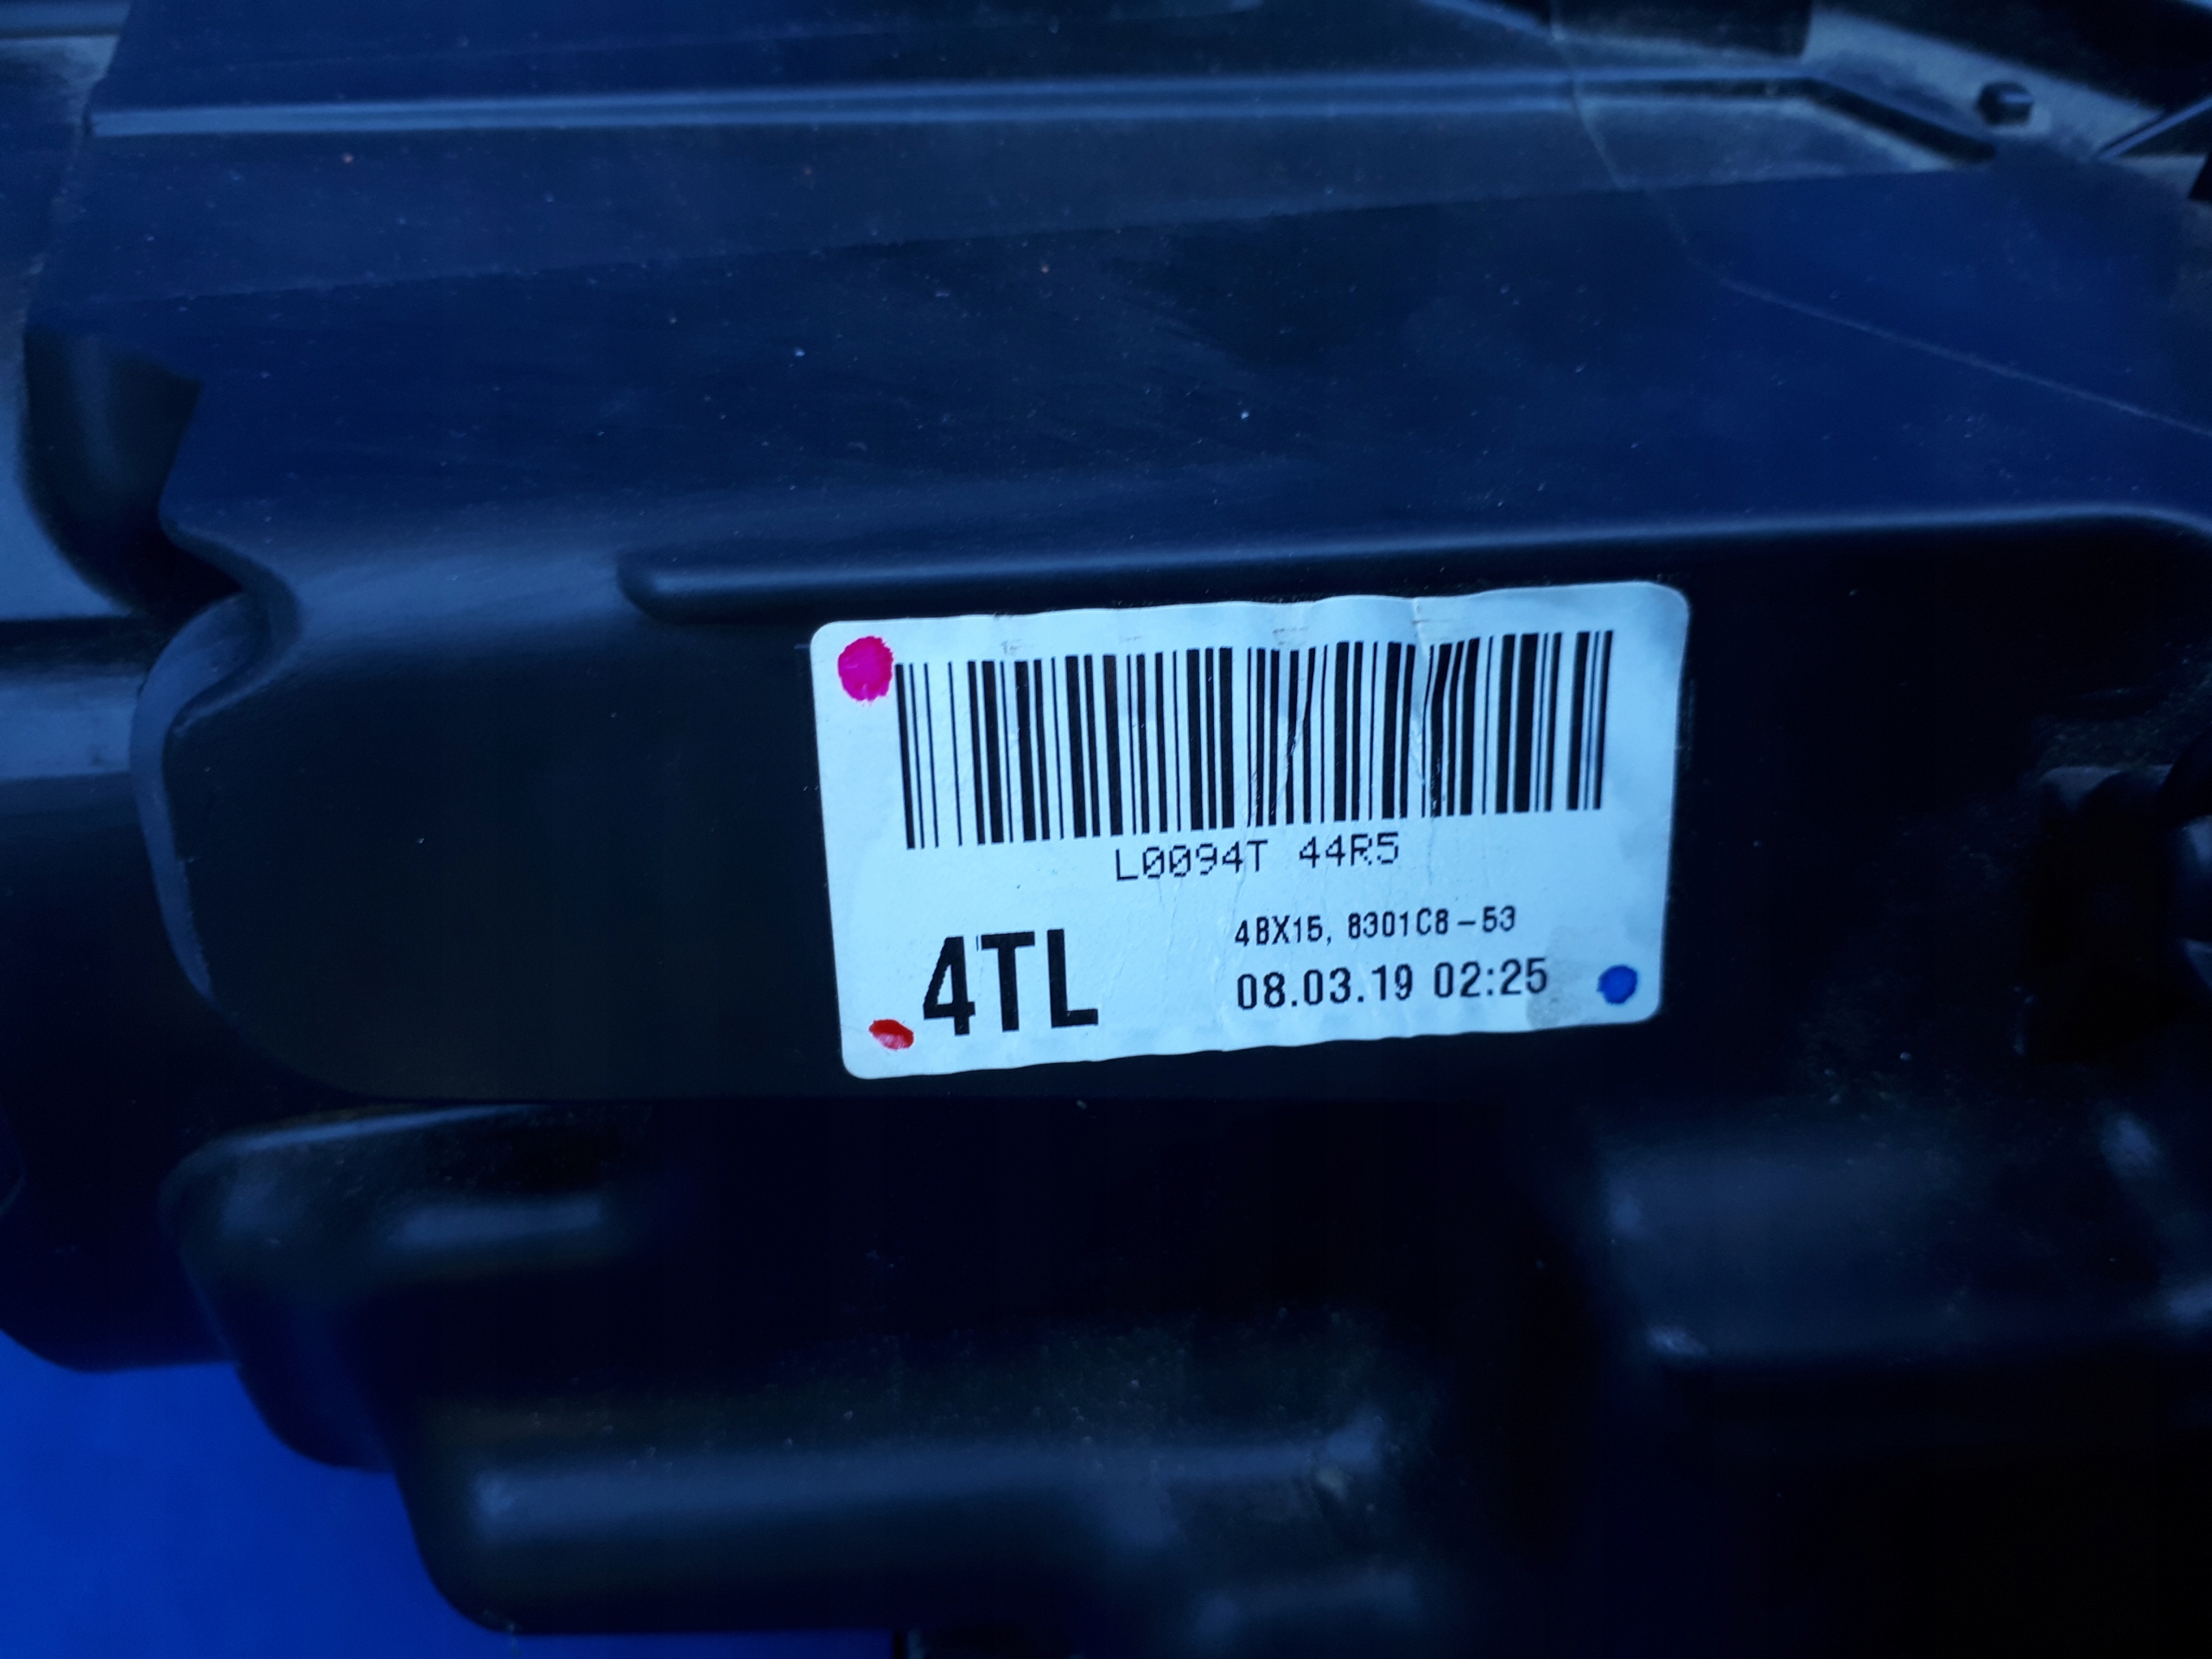 L0094T 44R5
4BX15, 8301C8-53
4TL
08.03.19 02:25